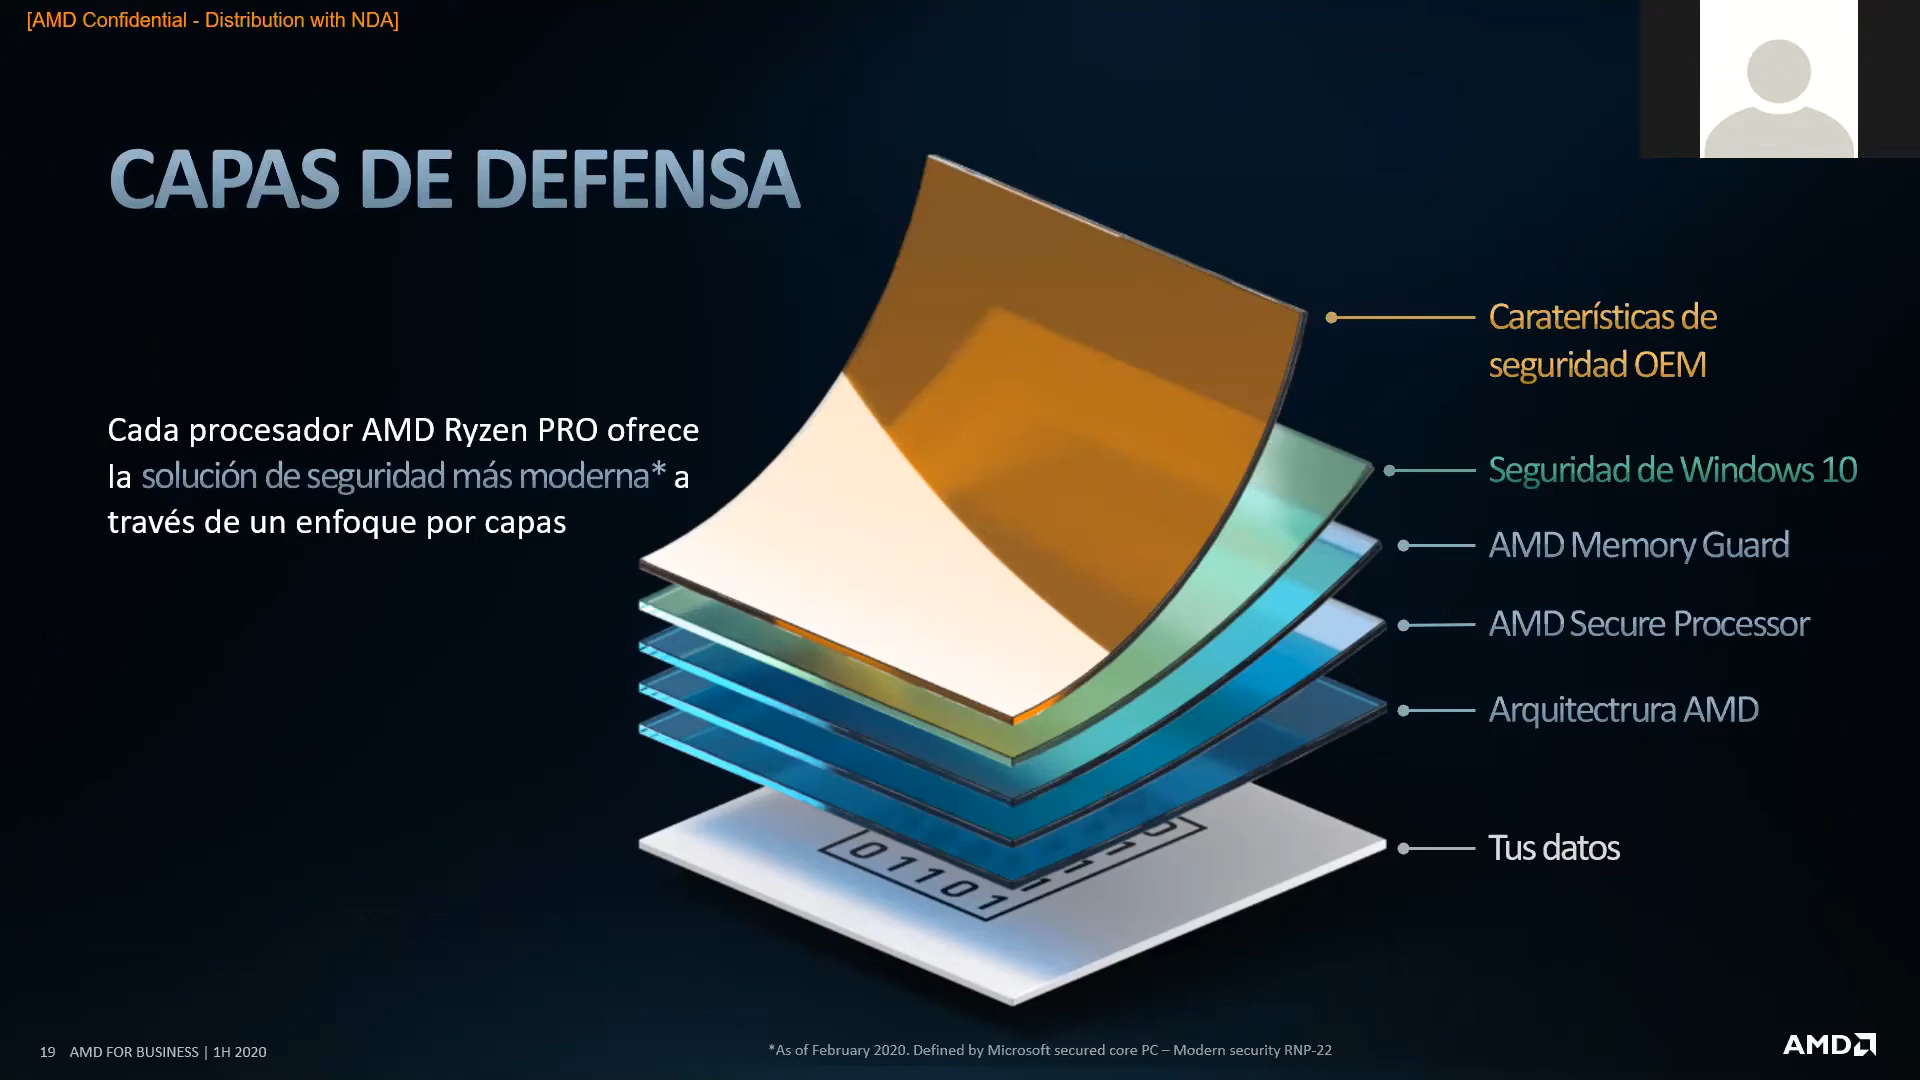 [AMD Confidential - Distribution with NDA]
CAPAS DE DEFENSA
Cada procesador AMD Ryzen PRO ofrece
la solución de seguridad más moderna* a
través de un enfoque por capas
Caraterísticas de
seguridad OEM
Seguridad de Windows 10
AMD Memory Guard
AMD Secure Processor
Arquitectrura AMD
Tus datos
01101
19 AMD FOR BUSINESS | 1H 2020
*As of February 2020. Defined by Microsoft secured core PC – Modern security RNP-22
AMD